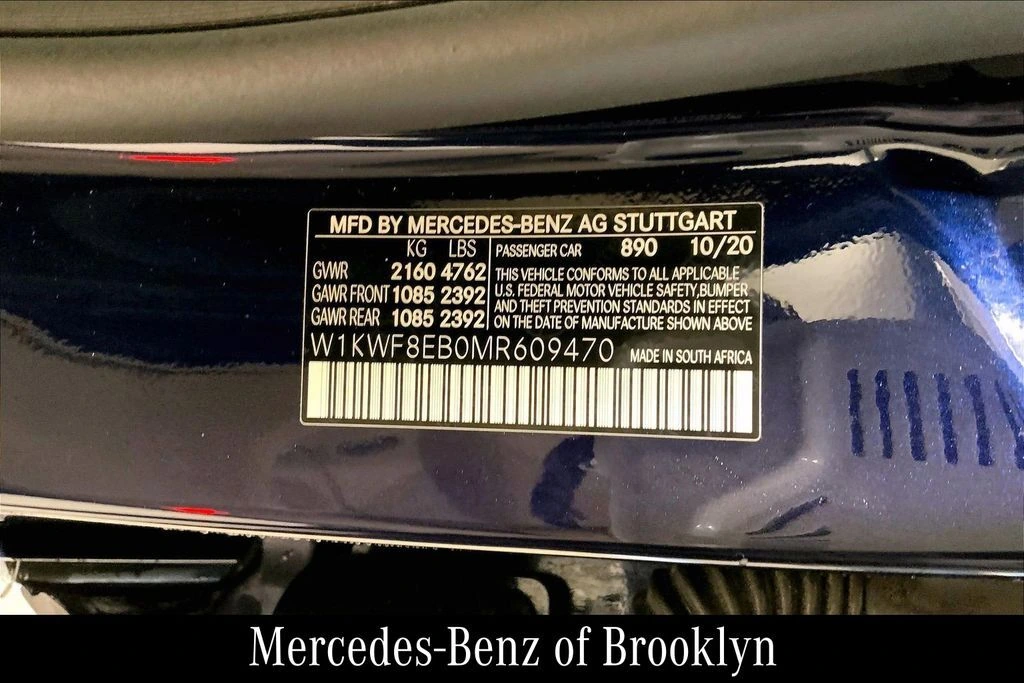 MFD BY MERCEDES-BENZ AG STUTTGART
KG LBS
GVWR 2160 4762
GAWR FRONT 1085 2392
GAWR REAR 1085 2392
PASSENGER CAR 890 10/20
THIS VEHICLE CONFORMS TO ALL APPLICABLE
U.S. FEDERAL MOTOR VEHICLE SAFETY,BUMPER
AND THEFT PREVENTION STANDARDS IN EFFECT
ON THE DATE OF MANUFACTURE SHOWN ABOVE
W1KWF8EB0MR609470 MADE IN SOUTH AFRICA
Mercedes-Benz of Brooklyn